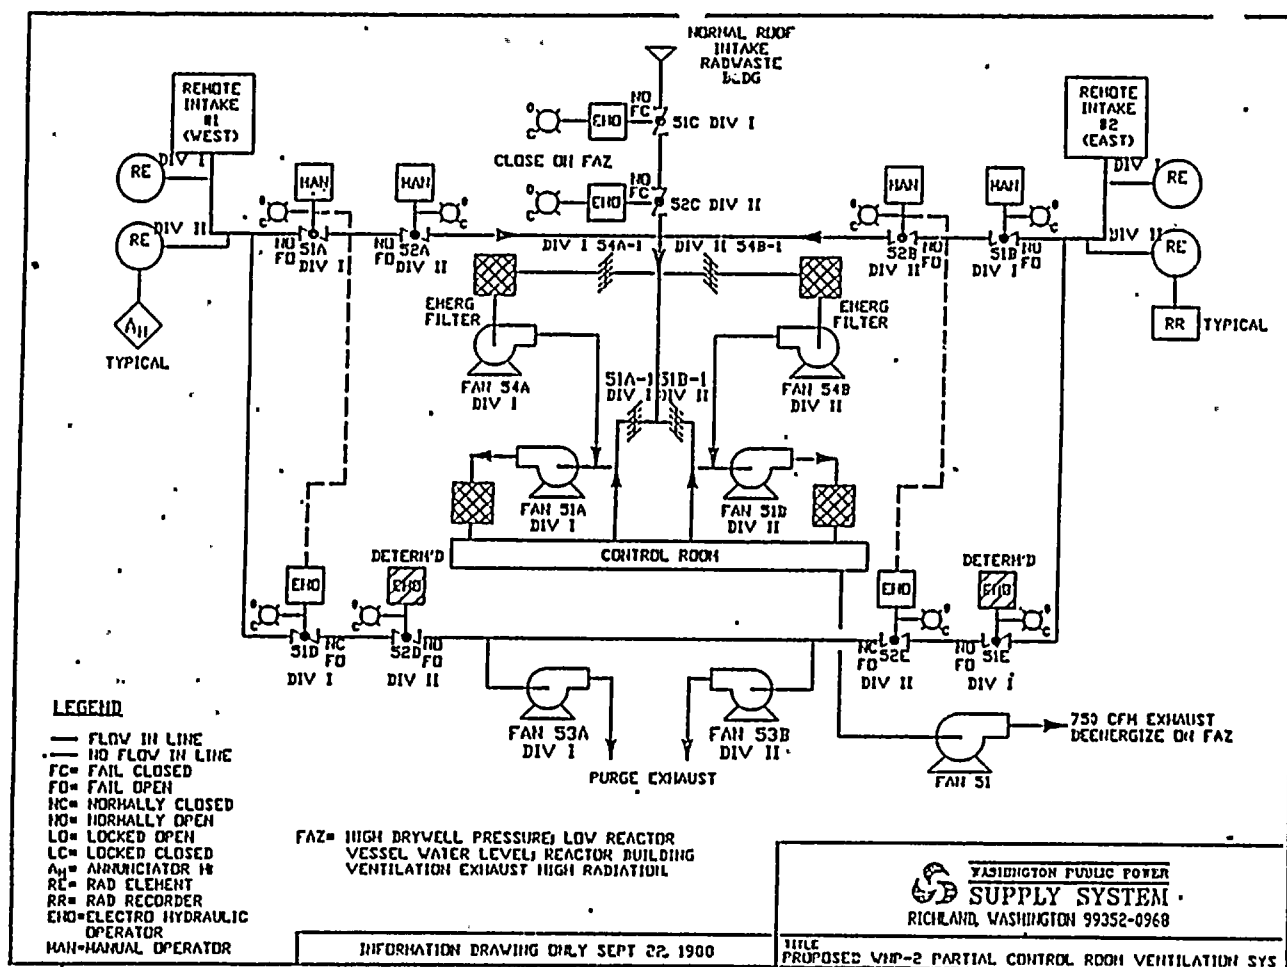 NORMAL ROOF
INTAKE
RADWASTE
BLDG
REMOTE
INTAKE
#1
(WEST)
REMOTE
INTAKE
#2
(EAST)
O
C
EHO
NO
FC
51C DIV I
CLOSE ON FAZ
O
C
EHO
NO
FC
52C DIV II
DIV I
RE
DIV II
RE
AH
TYPICAL
MAN
O
C
NO
FO
51A
DIV I
MAN
O
C
NO
FO
52A
DIV II
DIV I 54A-1
DIV II 54B-1
MAN
O
C
52B
DIV II
NO
FO
MAN
O
C
51B
DIV I
NO
FO
DIV I
RE
DIV II
RE
RR
TYPICAL
EMERG
FILTER
EMERG
FILTER
FAN 54A
DIV I
FAN 54B
DIV II
51A-1
DIV I
51B-1
DIV II
FAN 51A
DIV I
FAN 51B
DIV II
CONTROL ROOM
EHO
O
C
51D
DIV I
NC
FO
DETERM'D
EHO
O
C
52D
DIV II
NO
FO
EHO
O
C
NC
FO
52E
DIV II
DETERM'D
EHO
O
C
NO
FO
51E
DIV I
FAN 53A
DIV I
FAN 53B
DIV II
PURGE EXHAUST
750 CFM EXHAUST
DEENERGIZE ON FAZ
FAN 51
LEGEND
FLOW IN LINE
NO FLOW IN LINE
FC= FAIL CLOSED
FO= FAIL OPEN
NC= NORMALLY CLOSED
NO= NORMALLY OPEN
LO= LOCKED OPEN
LC= LOCKED CLOSED
AH= ANNUNCIATOR HI
RE= RAD ELEMENT
RR= RAD RECORDER
EHO=ELECTRO HYDRAULIC
OPERATOR
MAN=MANUAL OPERATOR
FAZ= HIGH DRYWELL PRESSURE; LOW REACTOR
VESSEL WATER LEVEL; REACTOR BUILDING
VENTILATION EXHAUST HIGH RADIATION.
INFORMATION DRAWING ONLY SEPT 22, 1988
WASHINGTON PUBLIC POWER
SUPPLY SYSTEM
RICHLAND, WASHINGTON 99352-0968
TITLE
PROPOSED WNP-2 PARTIAL CONTROL ROOM VENTILATION SYS